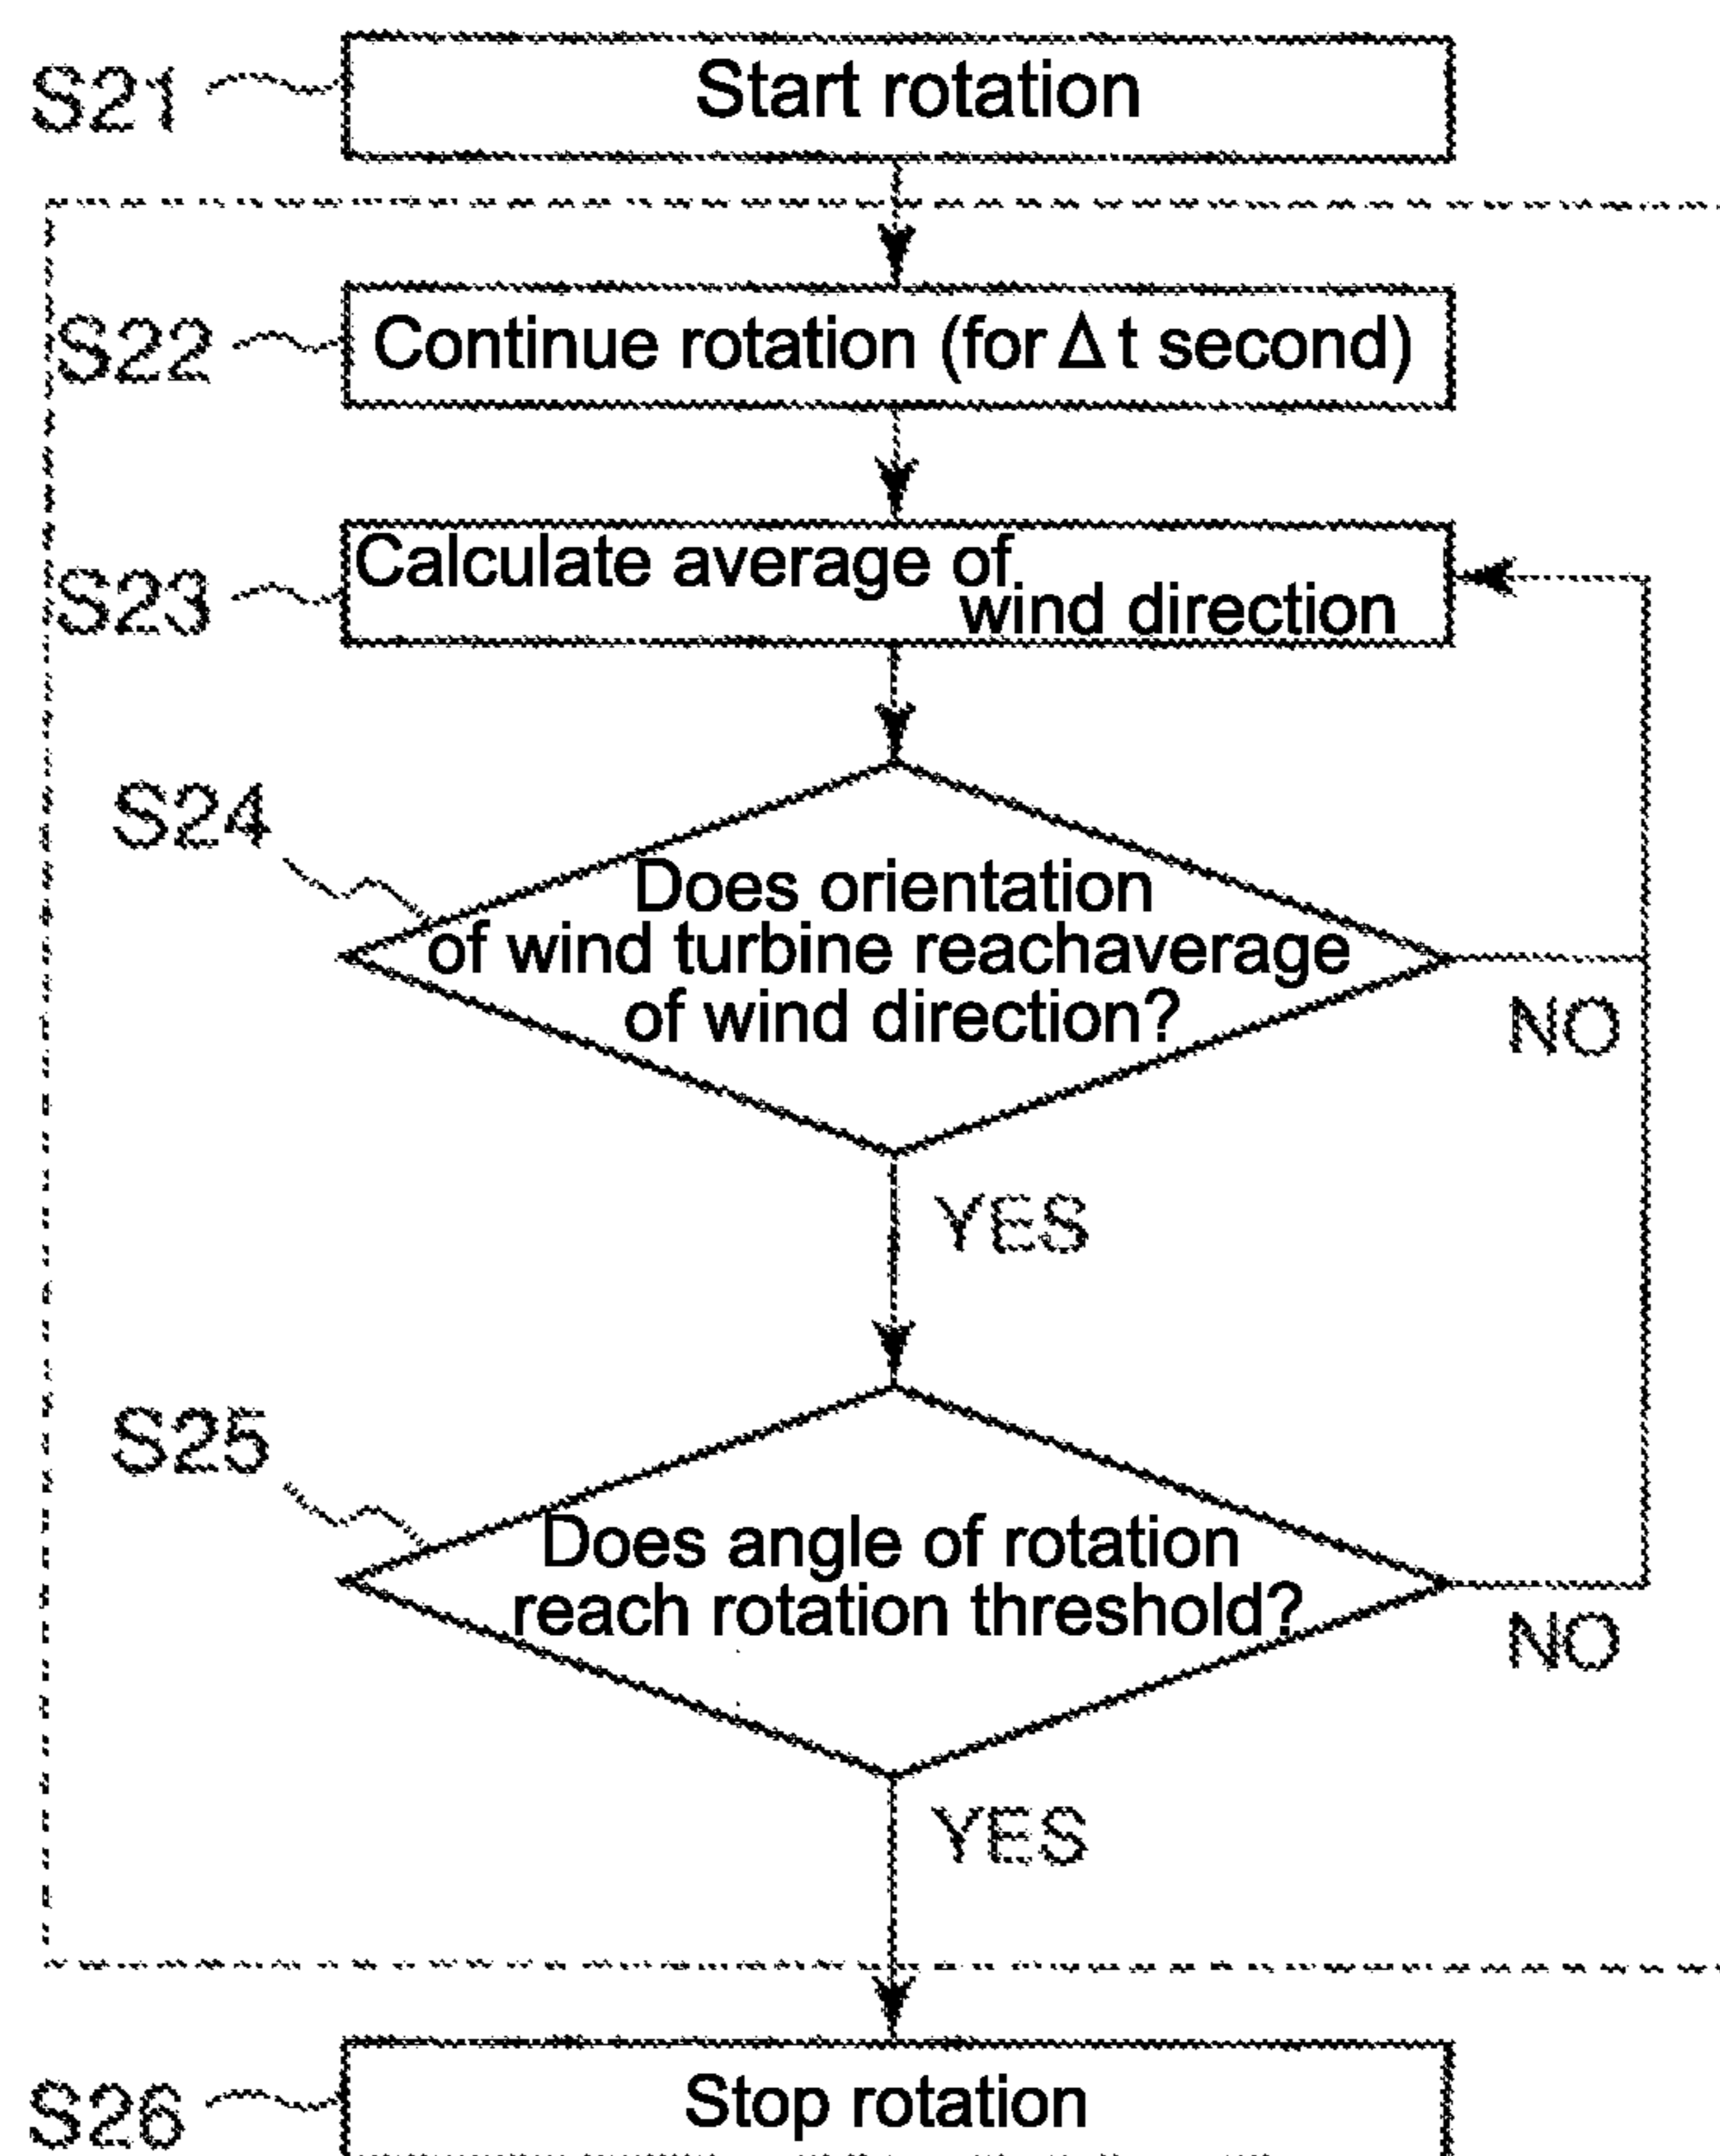 S21
Start rotation
S22
Continue rotation (for Δt second)
S23
Calculate average of
wind direction
S24
Does orientation
of wind turbine reachaverage
of wind direction?
NO
YES
S25
Does angle of rotation
reach rotation threshold?
NO
YES
S26
Stop rotation